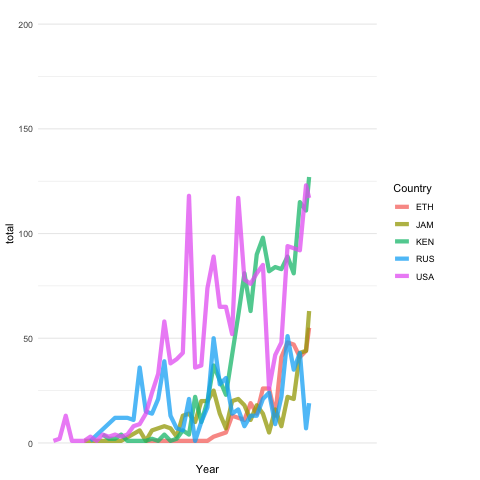 200
150
100
50
0
total
Year
Country
ETH
JAM
KEN
RUS
USA